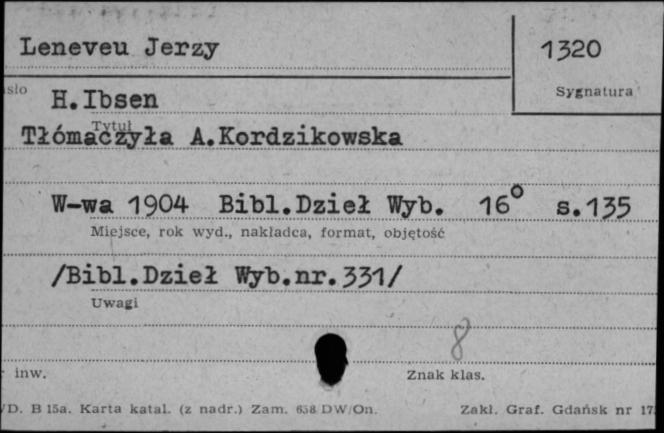 Leneveu Jerzy
1320
Sygnatura
H.Ibsen
Tytuł
Tłómaczyła A.Kordzikowska
W-wa 1904 Bibl.Dzieł Wyb. 16° s.135
Miejsce, rok wyd., nakładca, format, objętość
/Bibl.Dzieł Wyb.nr.331/
Uwagi
8
inw.
Znak klas.
D. B 15a. Karta katal. (z nadr.) Zam. 638 DW/On.
Zakł. Graf. Gdańsk nr